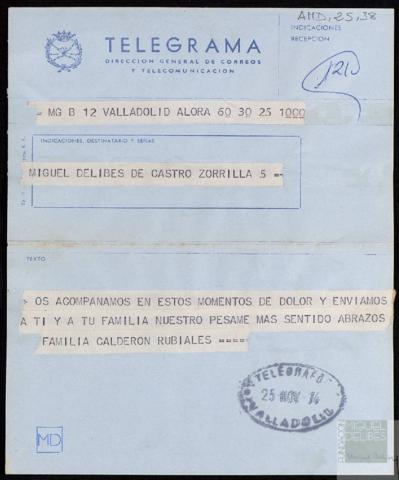 AMD, 25, 38
TELEGRAMA
DIRECCION GENERAL DE CORREOS
Y TELECOMUNICACION
INDICACIONES
RECEPCION
MG B 12 VALLADOLID ALORA 60 30 25 1000
INDICACIONES, DESTINATARIO Y SEÑAS
MIGUEL DELIBES DE CASTRO ZORRILLA 5 =
TEXTO
OS ACOMPANAMOS EN ESTOS MOMENTOS DE DOLOR Y ENVIAMOS
A TI Y A TU FAMILIA NUESTRO PESAME MAS SENTIDO ABRAZOS
FAMILIA CALDERON RUBIALES =====
TELEGRAFOS
25 NOV 74
VALLADOLID
MD
FUNDACIÓN
MIGUEL
DELIBES